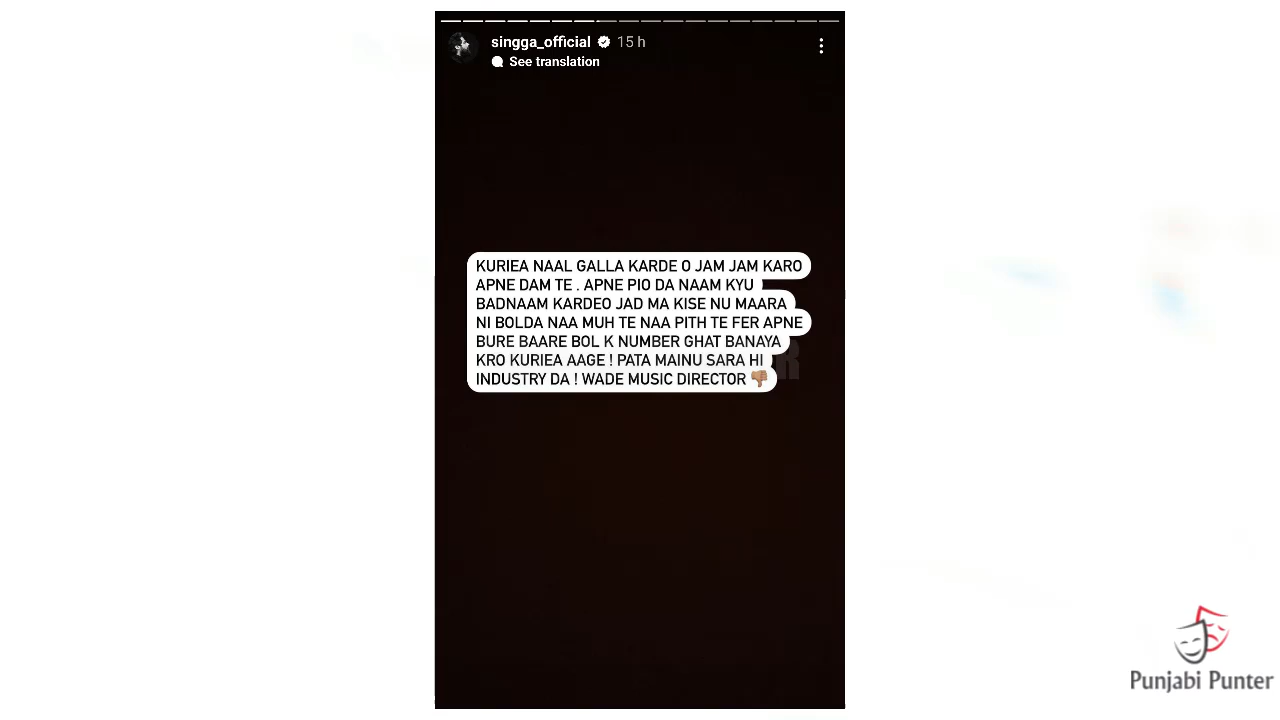 singga_official 15 h
See translation
KURIEA NAAL GALLA KARDE O JAM JAM KARO
APNE DAM TE . APNE PIO DA NAAM KYU
BADNAAM KARDEO JAD MA KISE NU MAARA
NI BOLDA NAA MUH TE NAA PITH TE FER APNE
BURE BAARE BOL K NUMBER GHAT BANAYA
KRO KURIEA AAGE ! PATA MAINU SARA HI
INDUSTRY DA ! WADE MUSIC DIRECTOR 👎🏽
Punjabi Punter